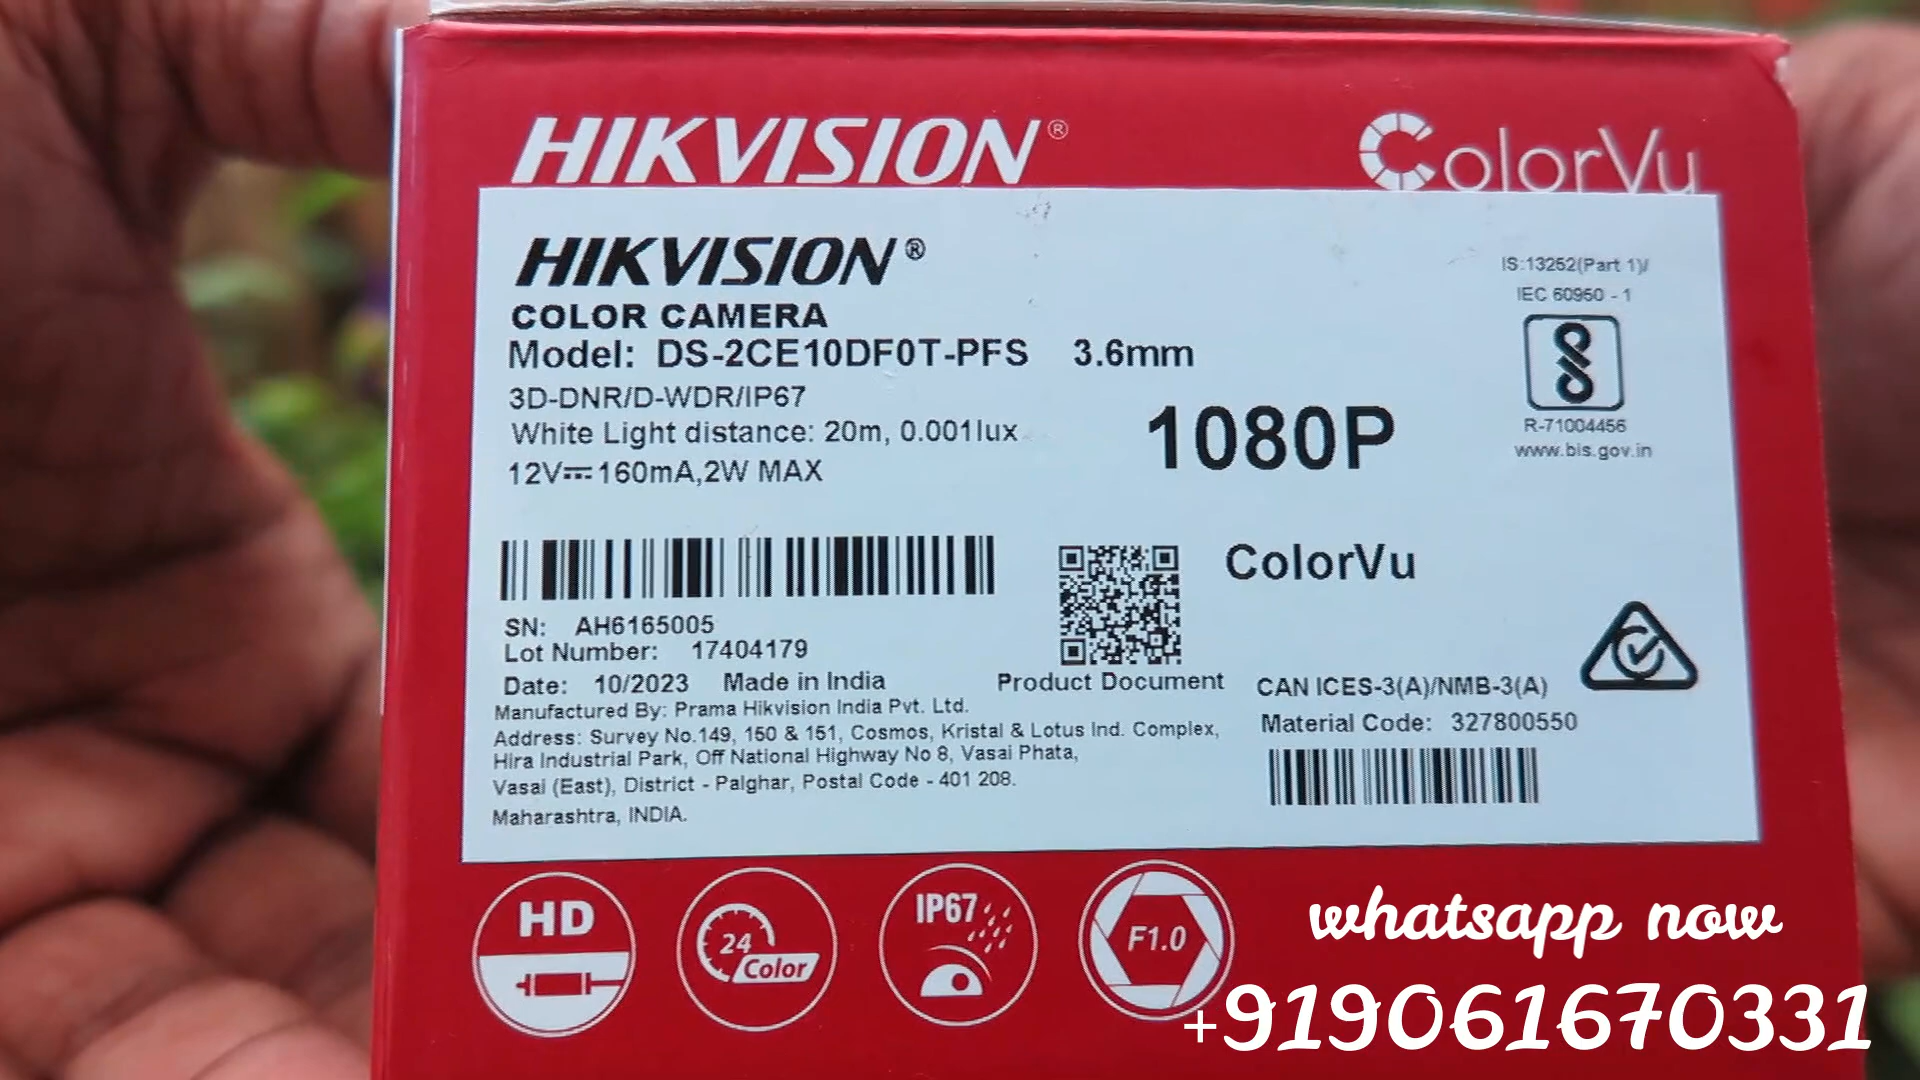 HIKVISION®
ColorVu
HIKVISION®
COLOR CAMERA
Model: DS-2CE10DF0T-PFS 3.6mm
3D-DNR/D-WDR/IP67
White Light distance: 20m, 0.001lux
12V⎓160mA,2W MAX
1080P
IS:13252(Part 1)/
IEC 60950 - 1
R-71004456
www.bis.gov.in
ColorVu
SN: AH6165005
Lot Number: 17404179
Date: 10/2023 Made in India
Product Document
CAN ICES-3(A)/NMB-3(A)
Manufactured By: Prama Hikvision India Pvt. Ltd.
Address: Survey No.149, 150 & 151, Cosmos, Kristal & Lotus Ind. Complex,
Hira Industrial Park, Off National Highway No 8, Vasai Phata,
Vasai (East), District - Palghar, Postal Code - 401 208.
Maharashtra, INDIA.
Material Code: 327800550
HD
24
Color
IP67
F1.0
whatsapp now
+919061670331